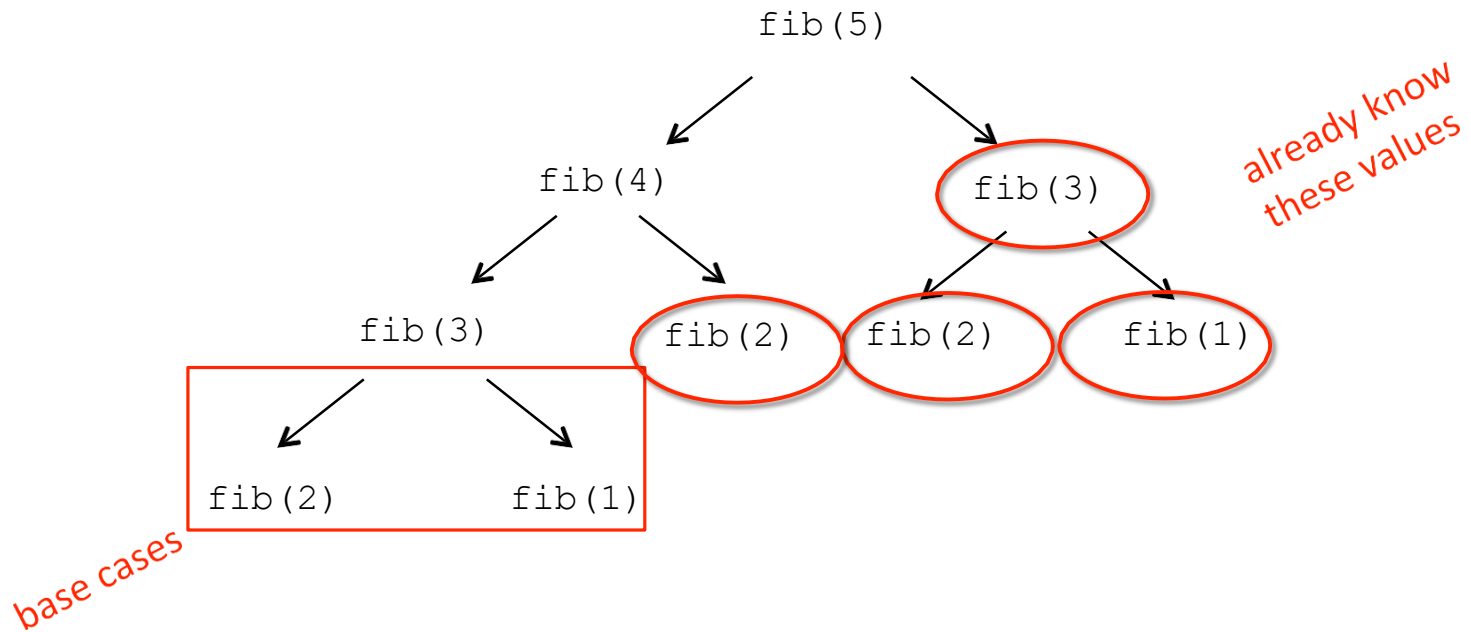 fib(5)
already know
these values
fib(4)
fib(3)
fib(3)
fib(2)
fib(2)
fib(1)
fib(2)
fib(1)
base cases